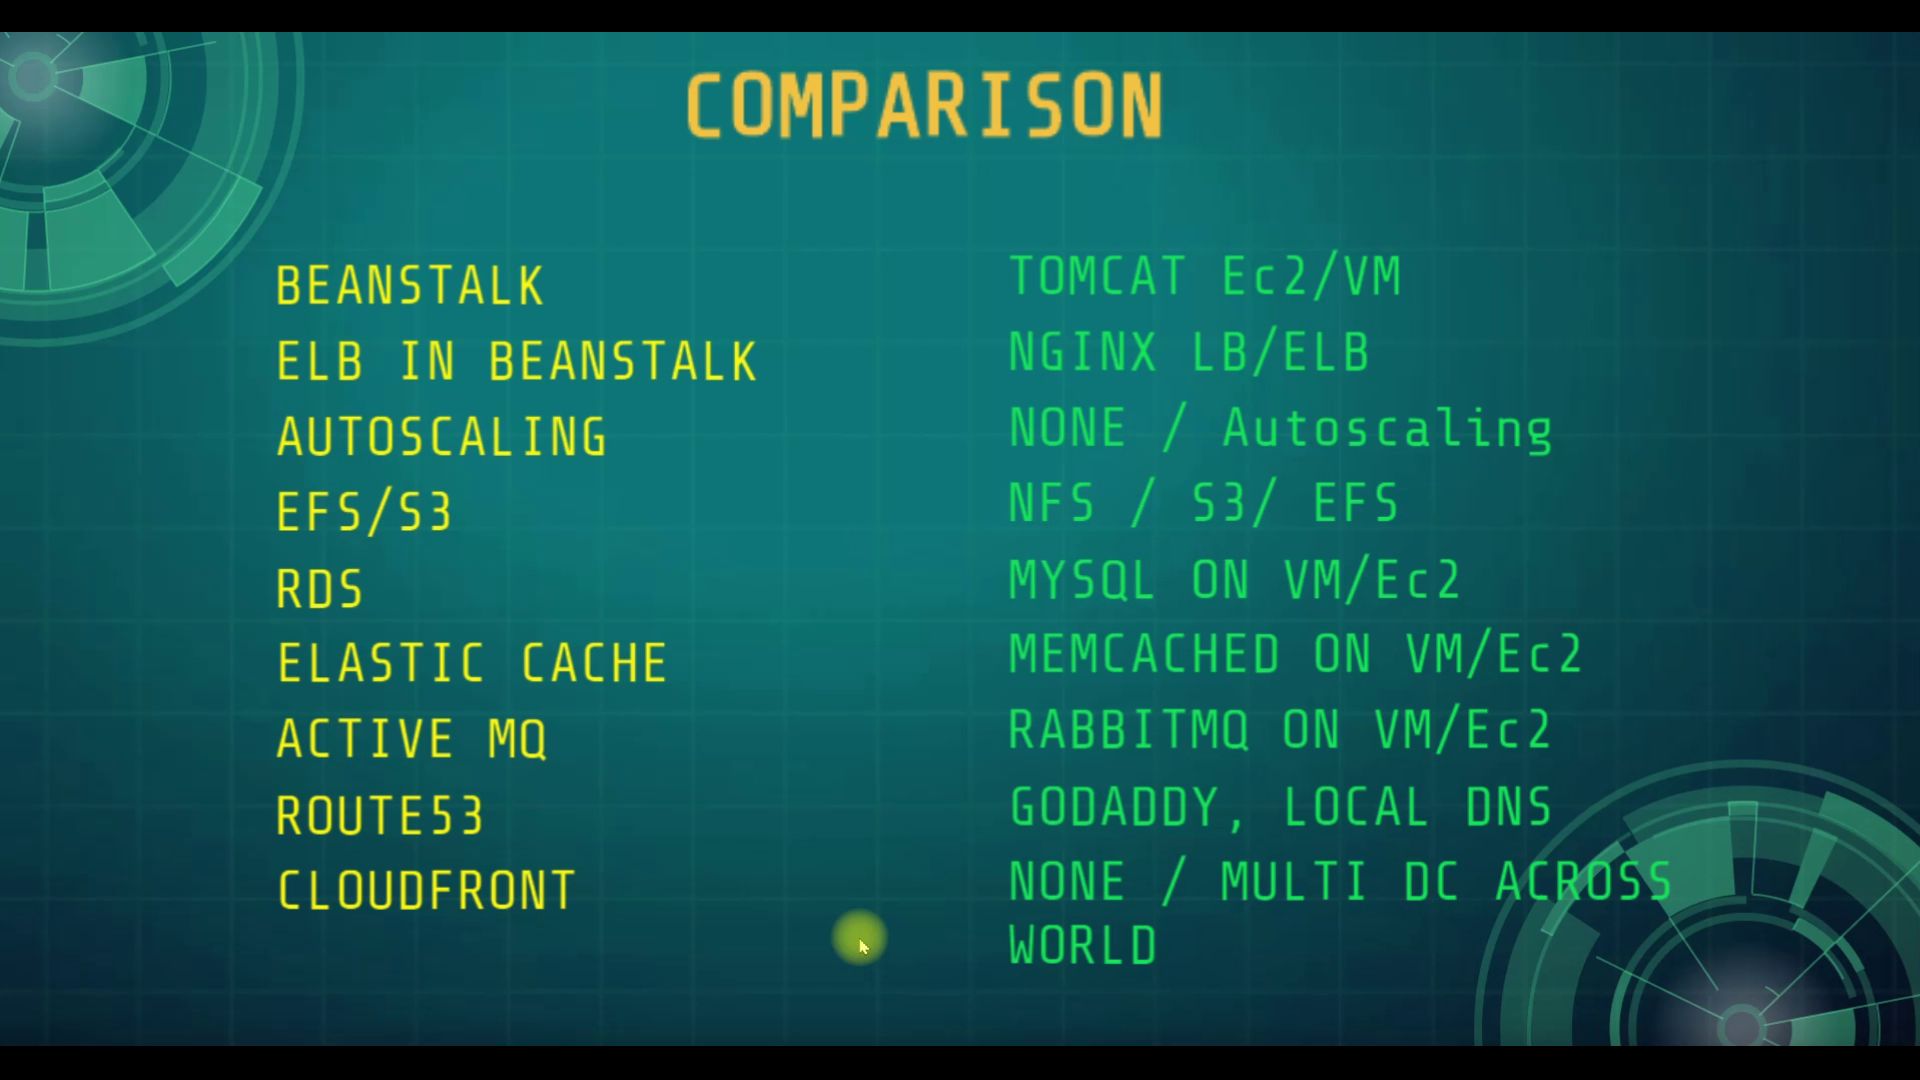 COMPARISON
BEANSTALK
ELB IN BEANSTALK
AUTOSCALING
EFS/S3
RDS
ELASTIC CACHE
ACTIVE MQ
ROUTE53
CLOUDFRONT
TOMCAT Ec2/VM
NGINX LB/ELB
NONE / Autoscaling
NFS / S3/ EFS
MYSQL ON VM/Ec2
MEMCACHED ON VM/Ec2
RABBITMQ ON VM/Ec2
GODADDY, LOCAL DNS
NONE / MULTI DC ACROSS
WORLD